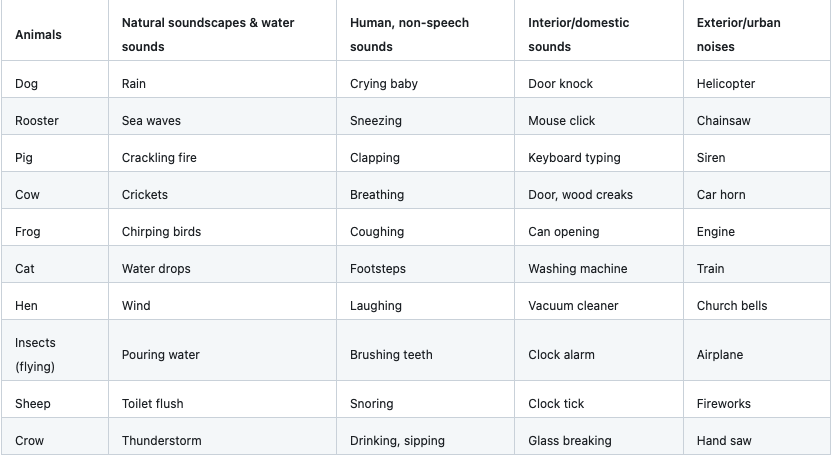 Animals | Natural soundscapes & water sounds | Human, non-speech sounds | Interior/domestic sounds | Exterior/urban noises
Dog | Rain | Crying baby | Door knock | Helicopter
Rooster | Sea waves | Sneezing | Mouse click | Chainsaw
Pig | Crackling fire | Clapping | Keyboard typing | Siren
Cow | Crickets | Breathing | Door, wood creaks | Car horn
Frog | Chirping birds | Coughing | Can opening | Engine
Cat | Water drops | Footsteps | Washing machine | Train
Hen | Wind | Laughing | Vacuum cleaner | Church bells
Insects (flying) | Pouring water | Brushing teeth | Clock alarm | Airplane
Sheep | Toilet flush | Snoring | Clock tick | Fireworks
Crow | Thunderstorm | Drinking, sipping | Glass breaking | Hand saw